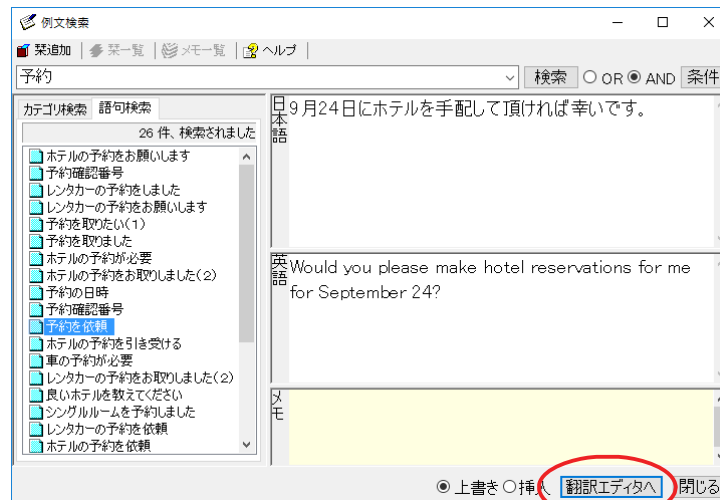 例文検索
栞追加 栞一覧 メモ一覧 ヘルプ
予約 検索 OR AND 条件
カテゴリ検索 語句検索
26 件、検索されました
ホテルの予約をお願いします
予約確認番号
レンタカーの予約をしました
レンタカーの予約をお願いします
予約を取りたい(1)
予約を取りました
ホテルの予約が必要
ホテルの予約をお取りしました(2)
予約の日時
予約確認番号
予約を依頼
ホテルの予約を引き受ける
車の予約が必要
レンタカーの予約をお取りしました(2)
良いホテルを教えてください
シングルルームを予約しました
レンタカーの予約を依頼
ホテルの予約を依頼
日本語
9月24日にホテルを手配して頂ければ幸いです。
英語
Would you please make hotel reservations for me
for September 24?
メモ
上書き 挿入 翻訳エディタへ 閉じる